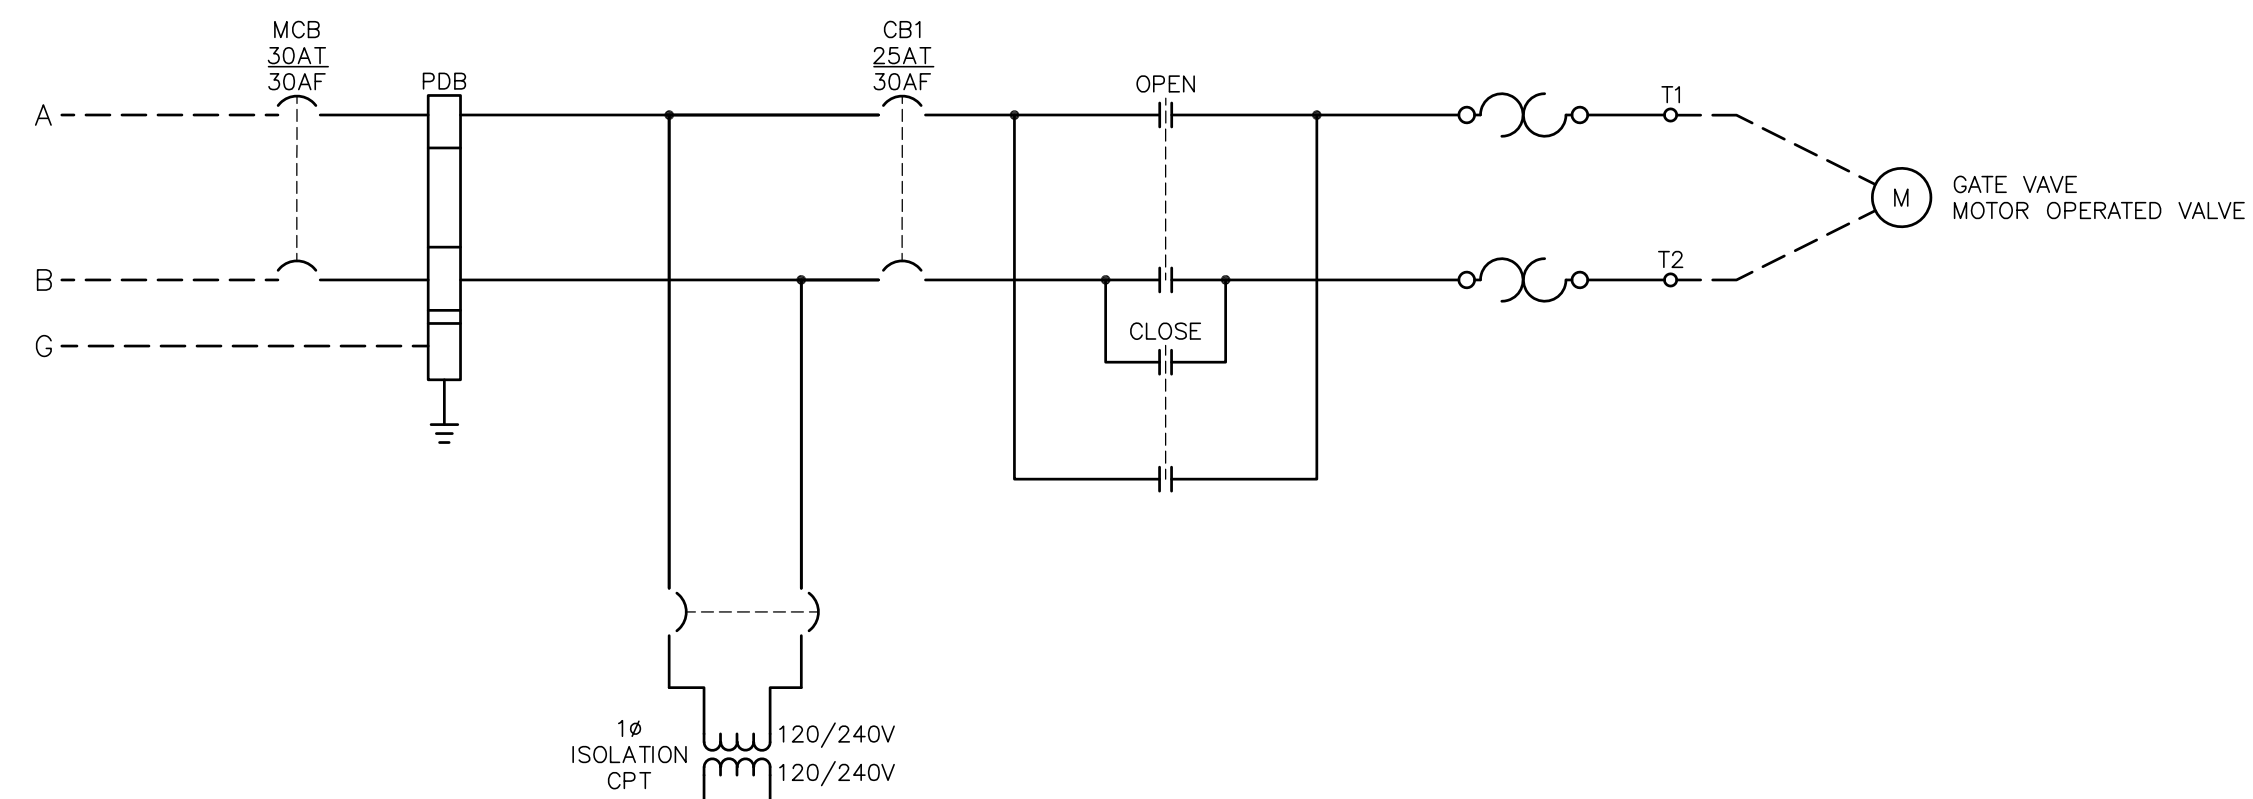 MCB
30AT
30AF
PDB
CB1
25AT
30AF
OPEN
T1
A
M
GATE VAVE
MOTOR OPERATED VALVE
B
T2
G
CLOSE
1ø
ISOLATION
CPT
120/240V
120/240V